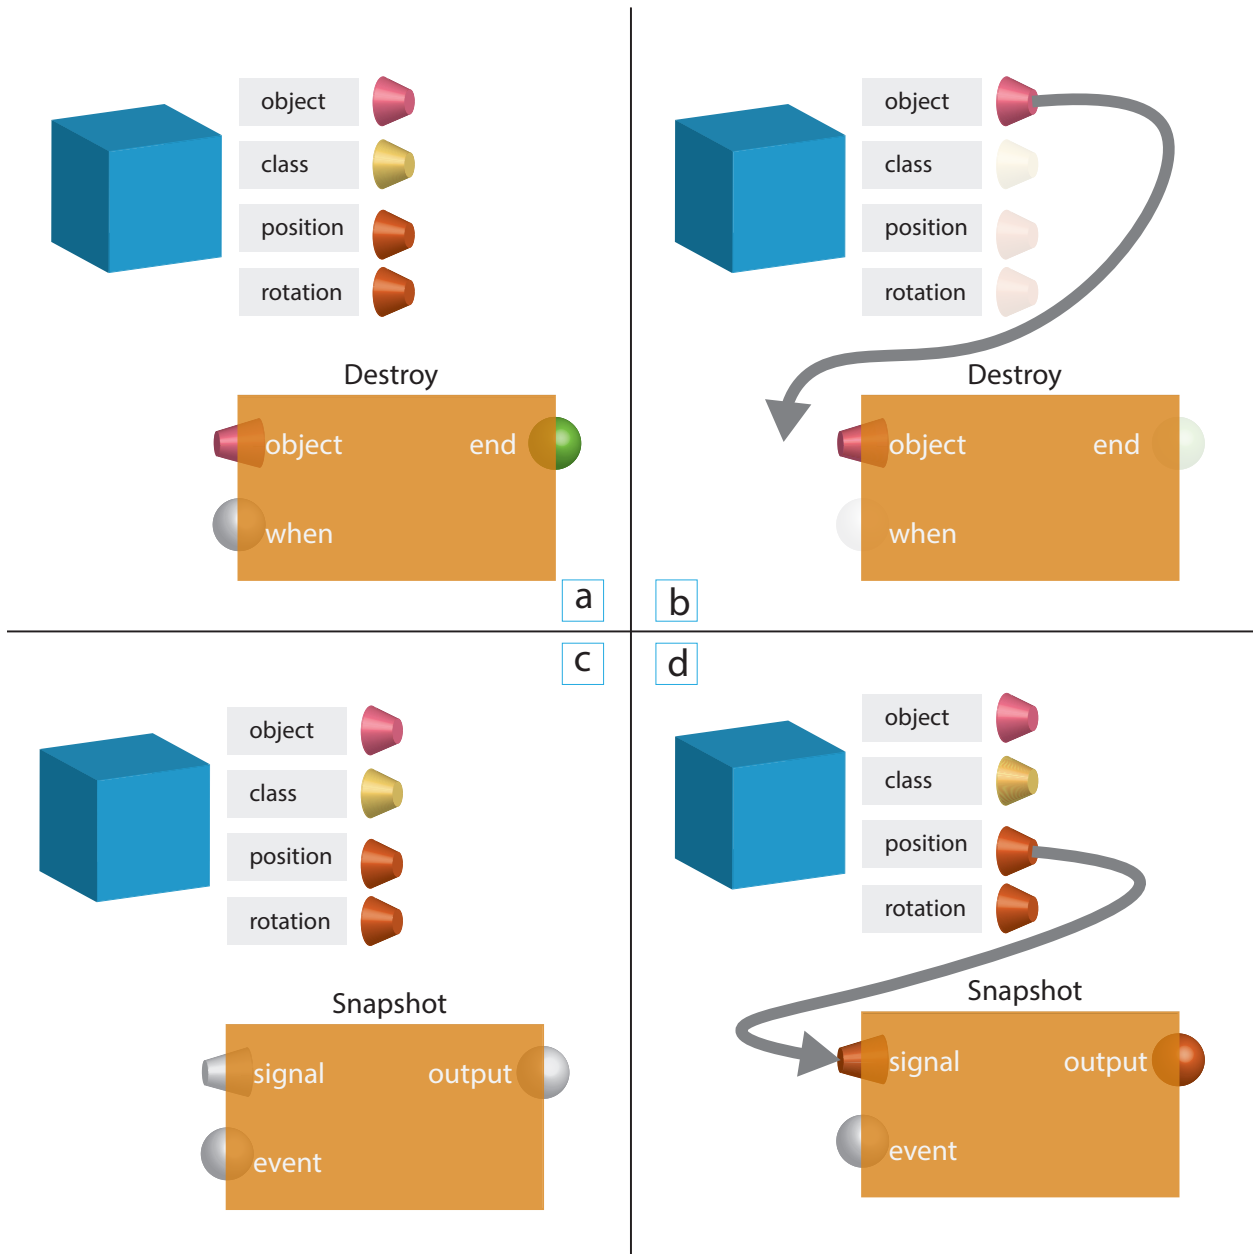 object
class
position
rotation
Destroy
object end
when
a
object
class
position
rotation
Destroy
object end
when
b
c
object
class
position
rotation
Snapshot
signal output
event
d
object
class
position
rotation
Snapshot
signal output
event